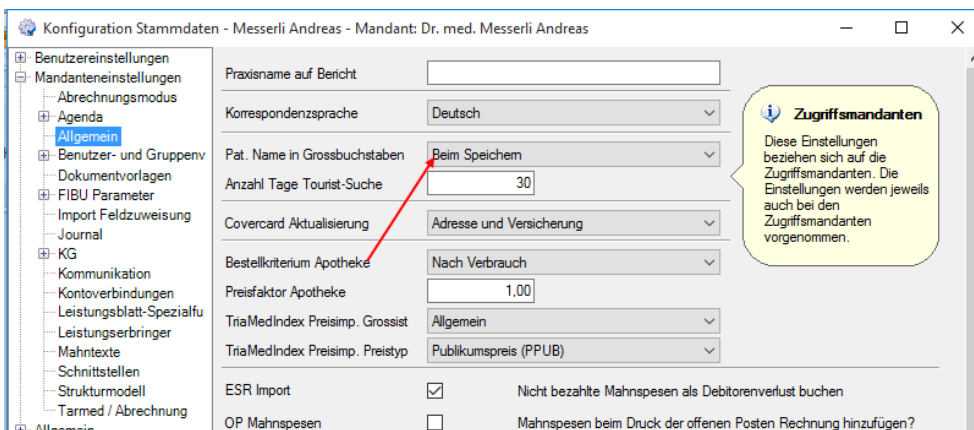 Konfiguration Stammdaten - Messerli Andreas - Mandant: Dr. med. Messerli Andreas
Benutzereinstellungen
Mandanteneinstellungen
Abrechnungsmodus
Agenda
Allgemein
Benutzer- und Gruppenv
Dokumentvorlagen
FIBU Parameter
Import Feldzuweisung
Journal
KG
Kommunikation
Kontoverbindungen
Leistungsblatt-Spezialfu
Leistungserbringer
Mahntexte
Schnittstellen
Strukturmodell
Tarmed / Abrechnung
Allgemein
Praxisname auf Bericht
Korrespondenzsprache Deutsch
Pat. Name in Grossbuchstaben Beim Speichern
Anzahl Tage Tourist-Suche 30
Covercard Aktualisierung Adresse und Versicherung
Bestellkriterium Apotheke Nach Verbrauch
Preisfaktor Apotheke 1,00
TriaMedIndex Preisimp. Grossist Allgemein
TriaMedIndex Preisimp. Preistyp Publikumspreis (PPUB)
ESR Import Nicht bezahlte Mahnspesen als Debitorenverlust buchen
OP Mahnspesen Mahnspesen beim Druck der offenen Posten Rechnung hinzufügen?
Zugriffsmandanten
Diese Einstellungen
beziehen sich auf die
Zugriffsmandanten. Die
Einstellungen werden jeweils
auch bei den
Zugriffsmandanten
vorgenommen.